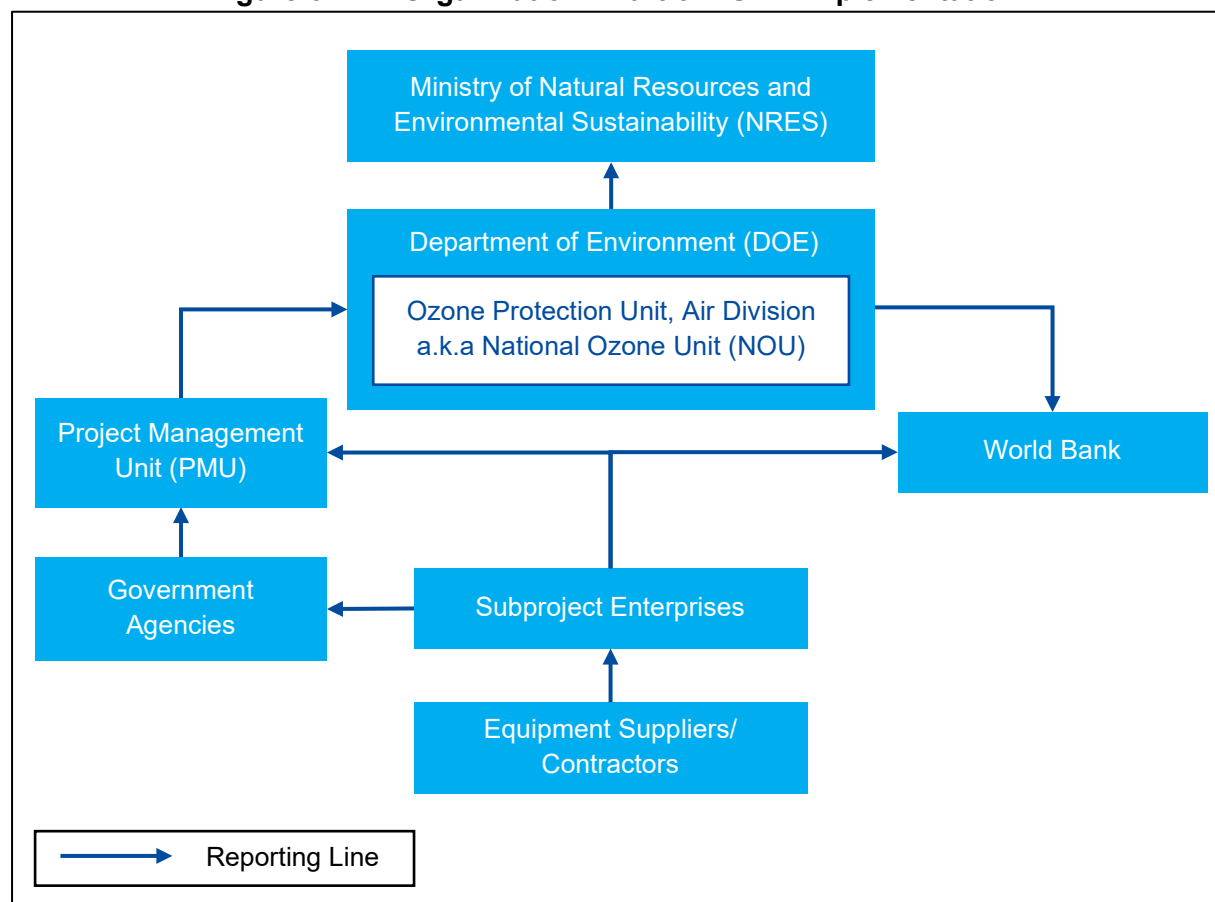 Ministry of Natural Resources and
Environmental Sustainability (NRES)
Department of Environment (DOE)
Ozone Protection Unit, Air Division
a.k.a National Ozone Unit (NOU)
Project Management
Unit (PMU)
World Bank
Government
Agencies
Subproject Enterprises
Equipment Suppliers/
Contractors
Reporting Line